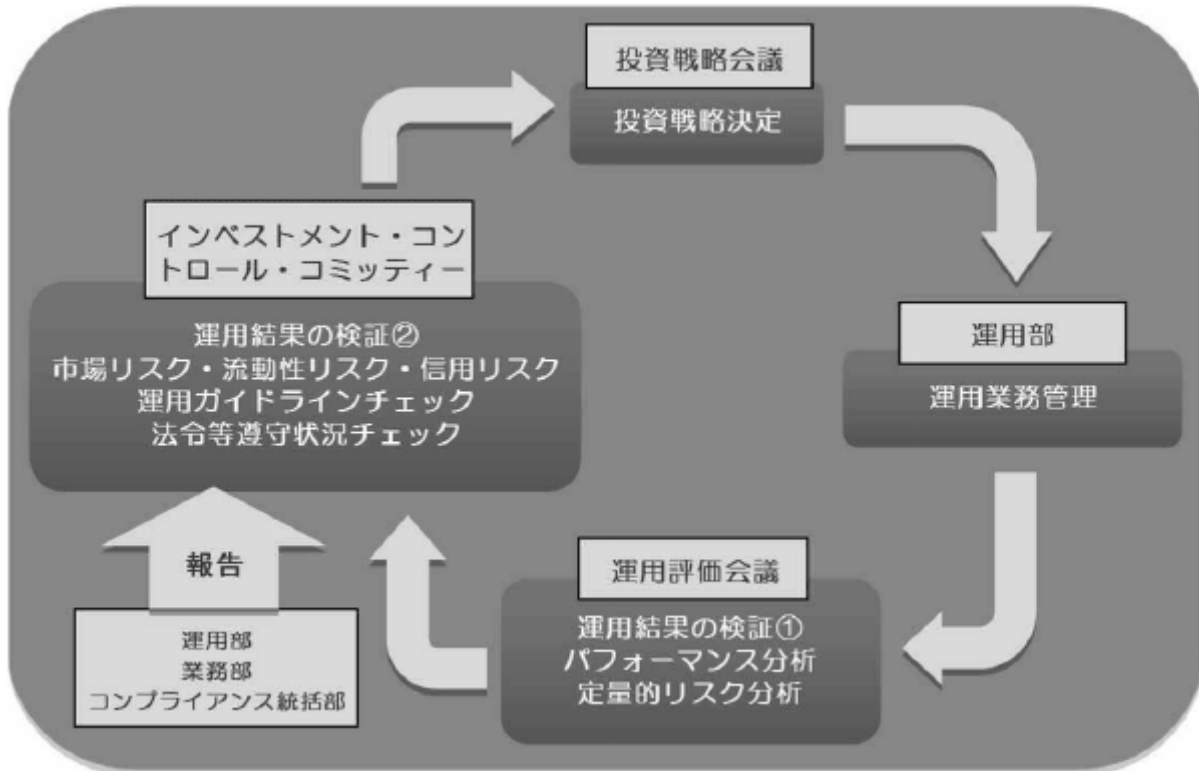 投資戦略会議
投資戦略決定
インベストメント・コン
トロール・コミッティー
運用結果の検証②
市場リスク・流動性リスク・信用リスク
運用ガイドラインチェック
法令等遵守状況チェック
運用部
運用業務管理
運用評価会議
運用結果の検証①
パフォーマンス分析
定量的リスク分析
報告
運用部
業務部
コンプライアンス統括部